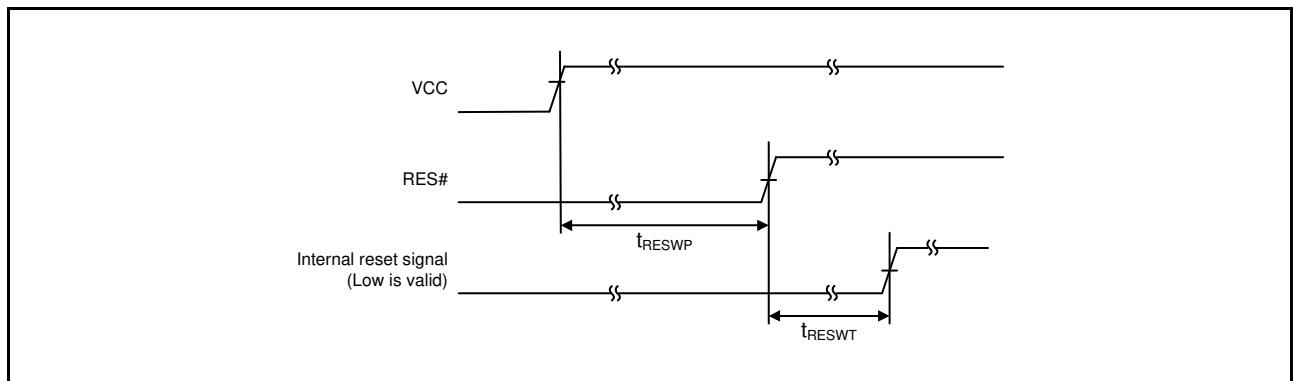 VCC
RES#
tRESWP
Internal reset signal
(Low is valid)
tRESWT